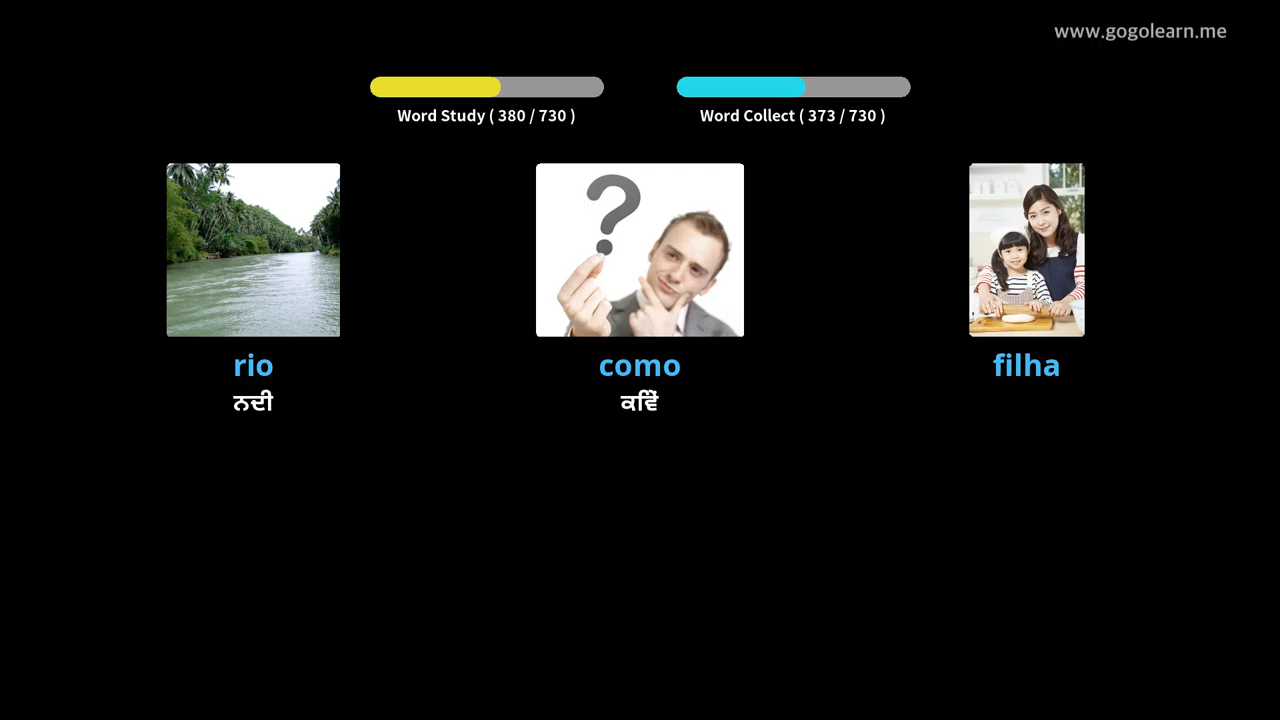 www.gogolearn.me
Word Study ( 380 / 730 )
Word Collect ( 373 / 730 )
rio
como
filha
ਨਦੀ
ਕਵਿੇਂ